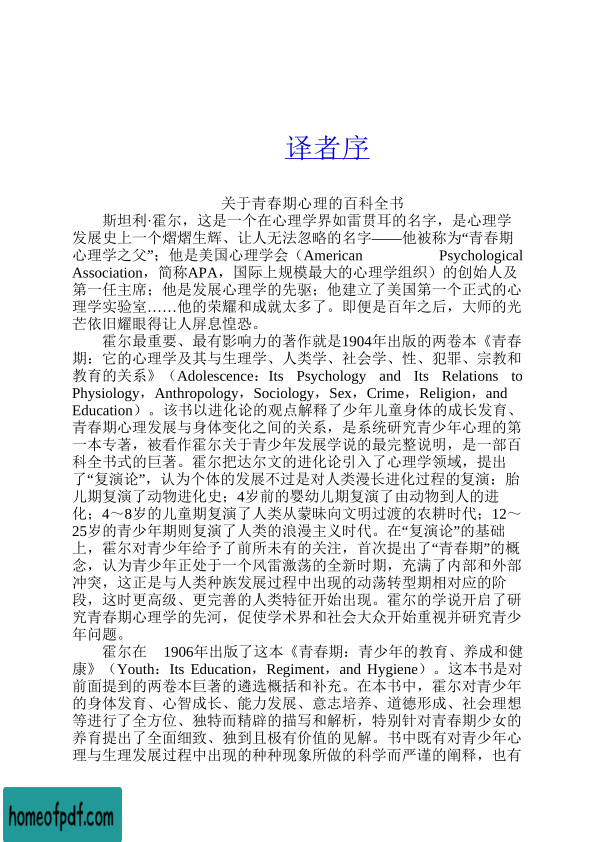 译者序
关于青春期心理的百科全书
斯坦利·霍尔，这是一个在心理学界如雷贯耳的名字，是心理学
发展史上一个熠熠生辉、让人无法忽略的名字——他被称为“青春期
心理学之父”；他是美国心理学会（American Psychological
Association，简称APA，国际上规模最大的心理学组织）的创始人及
第一任主席；他是发展心理学的先驱；他建立了美国第一个正式的心
理学实验室……他的荣耀和成就太多了。即便是百年之后，大师的光
芒依旧耀眼得让人屏息惶恐。
霍尔最重要、最有影响力的著作就是1904年出版的两卷本《青春
期：它的心理学及其与生理学、人类学、社会学、性、犯罪、宗教和
教育的关系》（Adolescence：Its Psychology and Its Relations to
Physiology，Anthropology，Sociology，Sex，Crime，Religion，and
Education）。该书以进化论的观点解释了少年儿童身体的成长发育、
青春期心理发展与身体变化之间的关系，是系统研究青少年心理的第
一本专著，被看作霍尔关于青少年发展学说的最完整说明，是一部百
科全书式的巨著。霍尔把达尔文的进化论引入了心理学领域，提出
了“复演论”，认为个体的发展不过是对人类漫长进化过程的复演：胎
儿期复演了动物进化史；4岁前的婴幼儿期复演了由动物到人的进
化；4～8岁的儿童期复演了人类从蒙昧向文明过渡的农耕时代；12～
25岁的青少年期则复演了人类的浪漫主义时代。在“复演论”的基础
上，霍尔对青少年给予了前所未有的关注，首次提出了“青春期”的概
念，认为青少年正处于一个风雷激荡的全新时期，充满了内部和外部
冲突，这正是与人类种族发展过程中出现的动荡转型期相对应的阶
段，这时更高级、更完善的人类特征开始出现。霍尔的学说开启了研
究青春期心理学的先河，促使学术界和社会大众开始重视并研究青少
年问题。
霍尔在 1906年出版了这本《青春期：青少年的教育、养成和健
康》（Youth：Its Education，Regiment，and Hygiene）。这本书是对
前面提到的两卷本巨著的遴选概括和补充。在本书中，霍尔对青少年
的身体发育、心智成长、能力发展、意志培养、道德形成、社会理想
等进行了全方位、独特而精辟的描写和解析，特别针对青春期少女的
养育提出了全面细致、独到且极有价值的见解。书中既有对青少年心
理与生理发展过程中出现的种种现象所做的科学而严谨的阐释，也有
homeofpdf.com